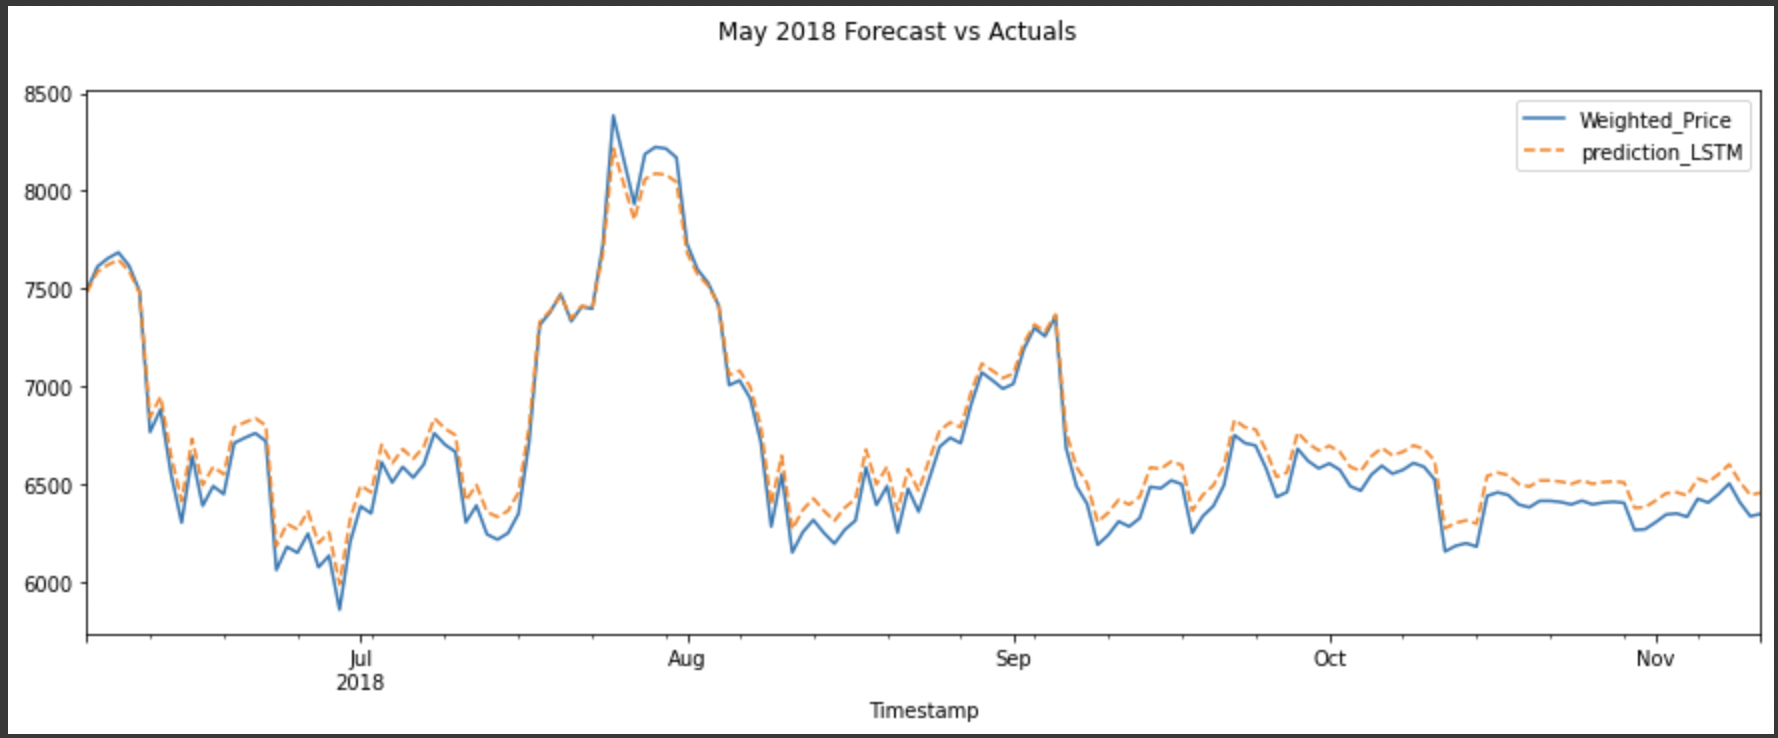 May 2018 Forecast vs Actuals
8500
8000
7500
7000
6500
6000
Weighted_Price
prediction_LSTM
Jul
2018
Aug
Sep
Oct
Nov
Timestamp